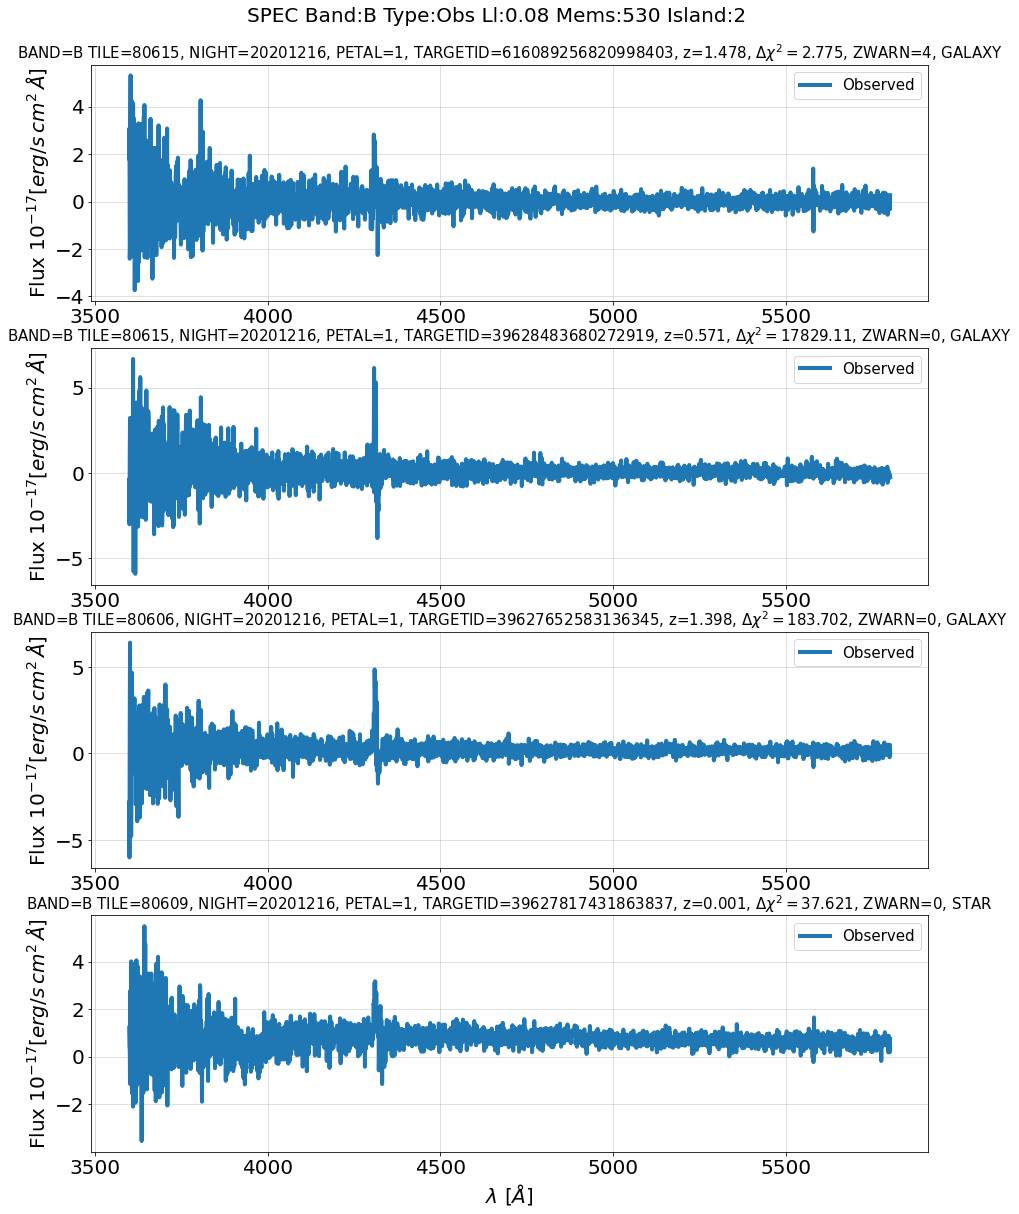 SPEC Band:B Type:Obs Ll:0.08 Mems:530 Island:2
BAND=B TILE=80615, NIGHT=20201216, PETAL=1, TARGETID=616089256820998403, z=1.478, Δχ² = 2.775, ZWARN=4, GALAXY
Flux 10⁻¹⁷[erg/s cm² Å]
4
2
0
−2
−4
Observed
3500 4000 4500 5000 5500
BAND=B TILE=80615, NIGHT=20201216, PETAL=1, TARGETID=39628483680272919, z=0.571, Δχ² = 17829.11, ZWARN=0, GALAXY
Flux 10⁻¹⁷[erg/s cm² Å]
5
0
−5
Observed
3500 4000 4500 5000 5500
BAND=B TILE=80606, NIGHT=20201216, PETAL=1, TARGETID=39627652583136345, z=1.398, Δχ² = 183.702, ZWARN=0, GALAXY
Flux 10⁻¹⁷[erg/s cm² Å]
5
0
−5
Observed
3500 4000 4500 5000 5500
BAND=B TILE=80609, NIGHT=20201216, PETAL=1, TARGETID=39627817431863837, z=0.001, Δχ² = 37.621, ZWARN=0, STAR
Flux 10⁻¹⁷[erg/s cm² Å]
4
2
0
−2
Observed
3500 4000 4500 5000 5500
λ [Å]